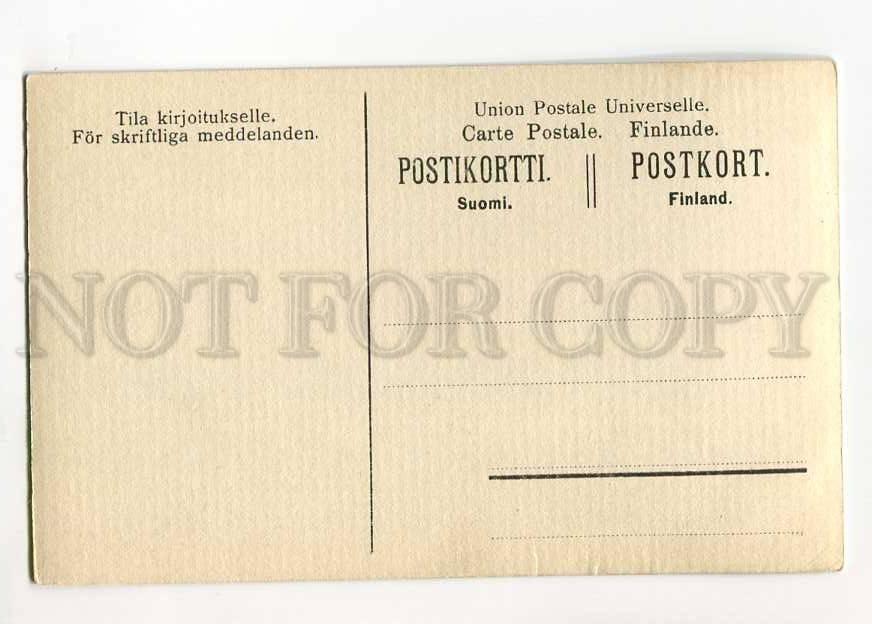 Tila kirjoitukselle.
För skriftliga meddelanden.
Union Postale Universelle.
Carte Postale. Finlande.
POSTIKORTTI. POSTKORT.
Suomi. Finland.
NOT FOR COPY